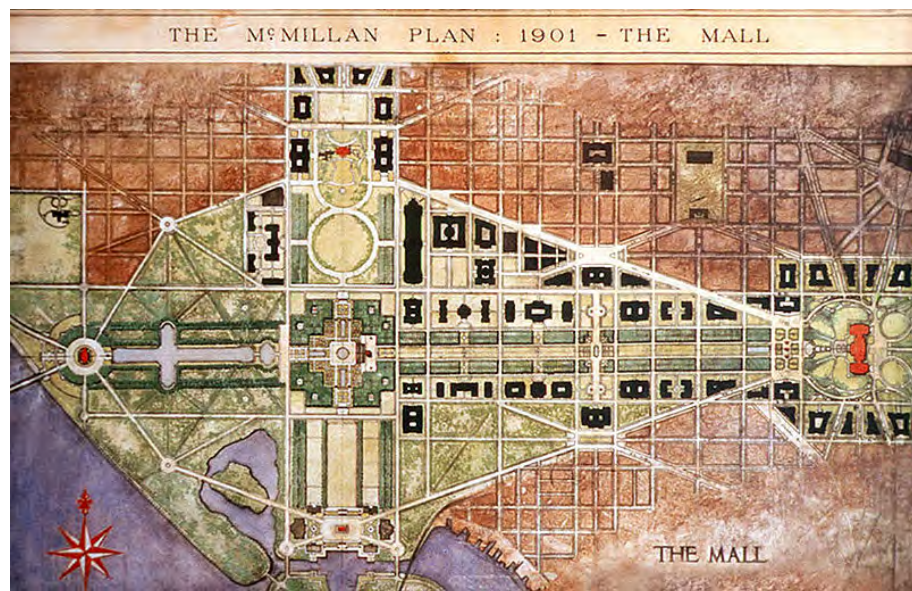 THE McMILLAN PLAN : 1901 – THE MALL
THE MALL